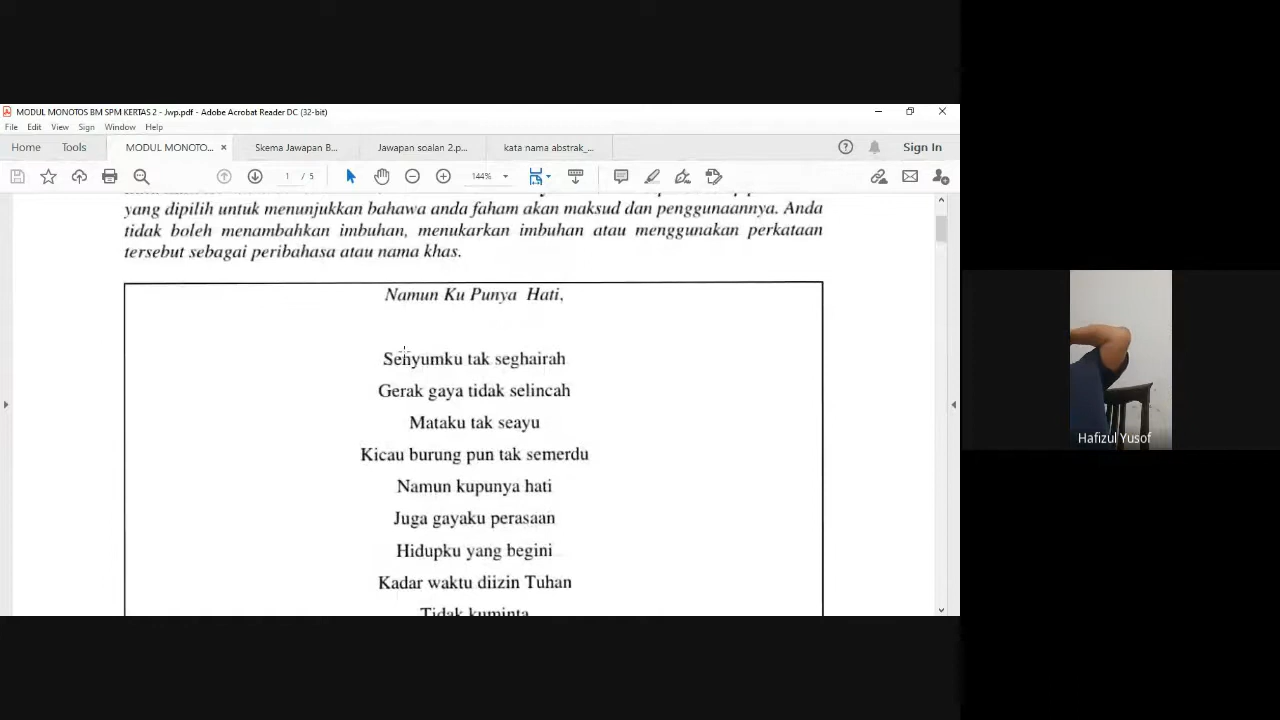 MODUL MONOTOS BM SPM KERTAS 2 - Jwp.pdf - Adobe Acrobat Reader DC (32-bit)
File Edit View Sign Window Help
Home Tools MODUL MONOTO... × Skema Jawapan B... Jawapan soalan 2.p... kata nama abstrak_... Sign In
1 / 5 144%
yang dipilih untuk menunjukkan bahawa anda faham akan maksud dan penggunaannya. Anda
tidak boleh menambahkan imbuhan, menukarkan imbuhan atau menggunakan perkataan
tersebut sebagai peribahasa atau nama khas.
Namun Ku Punya Hati,
Senyumku tak seghairah
Gerak gaya tidak selincah
Mataku tak seayu
Kicau burung pun tak semerdu
Namun kupunya hati
Juga gayaku perasaan
Hidupku yang begini
Kadar waktu diizin Tuhan
Tidak kuminta
Hafizul Yusof